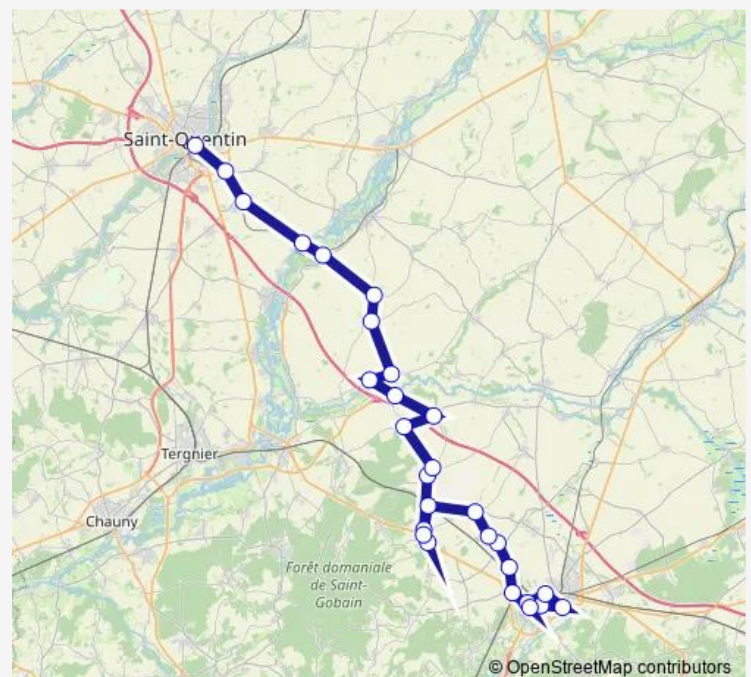 Saint-Quentin
Tergnier
Chauny
Forêt domaniale
de Saint-
Gobain
© OpenStreetMap contributors